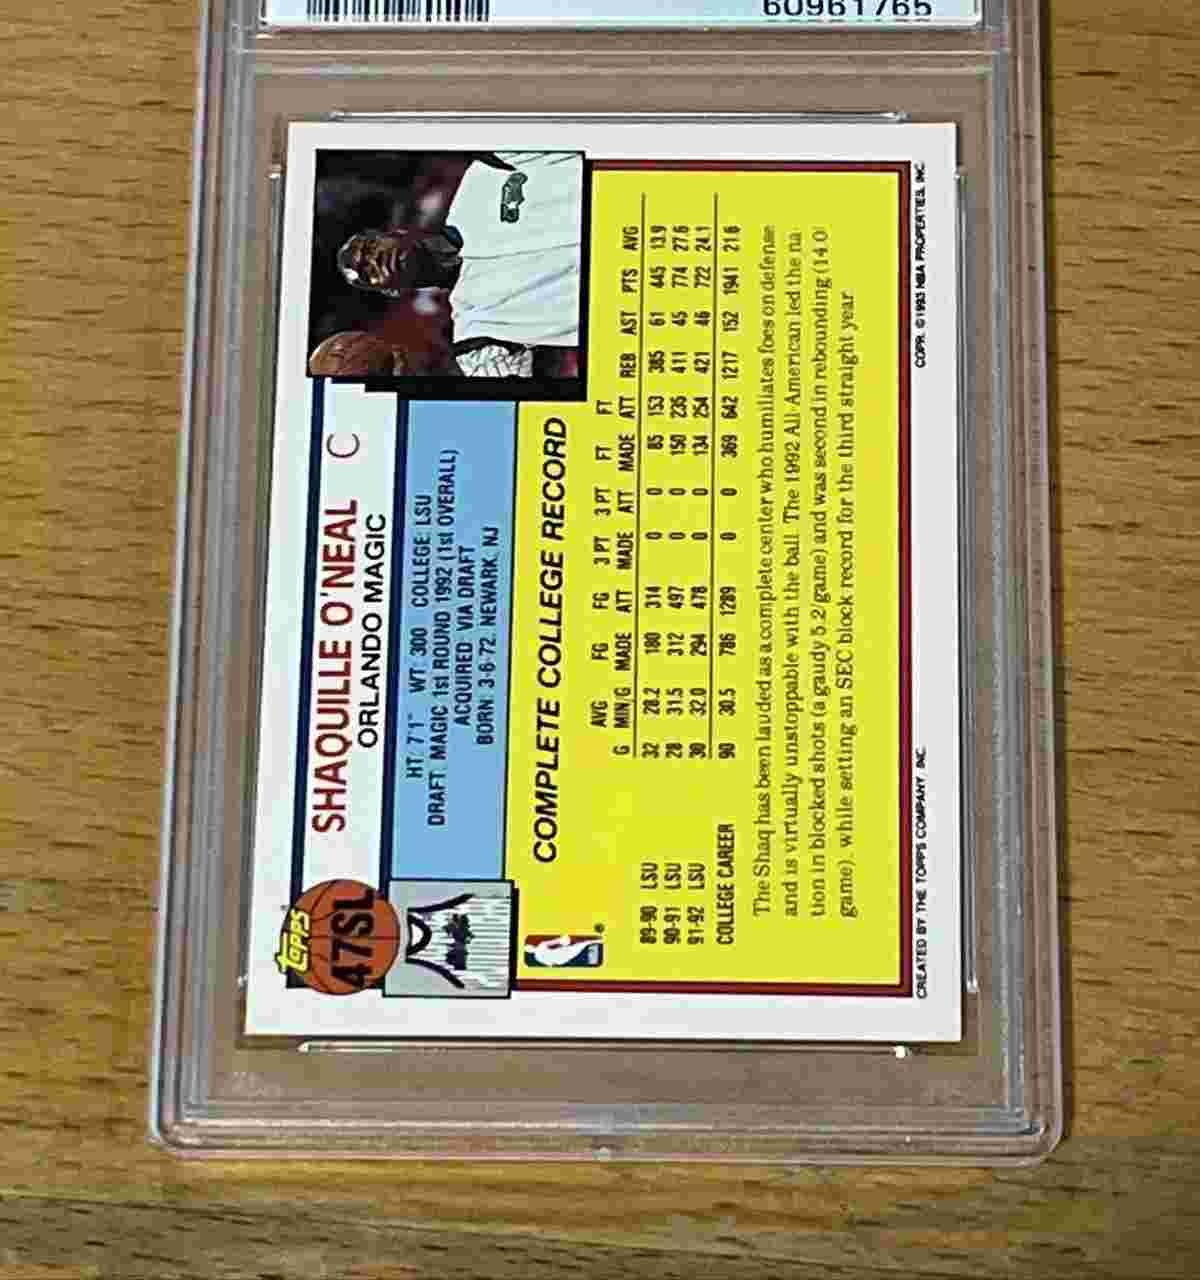 60961765
TOPPS
47SL
SHAQUILLE O'NEAL C
ORLANDO MAGIC
HT: 7'1" WT: 300 COLLEGE: LSU
DRAFT: MAGIC 1st ROUND 1992 (1st OVERALL)
ACQUIRED: VIA DRAFT
BORN: 3-6-72, NEWARK, NJ
COMPLETE COLLEGE RECORD
AVG FG FG 3 PT 3 PT FT FT
G MIN/G MADE ATT MADE ATT MADE ATT REB AST PTS AVG
89-90 LSU 32 28.2 180 314 0 0 85 153 385 61 445 13.9
90-91 LSU 28 31.5 312 497 0 0 150 235 411 45 774 27.6
91-92 LSU 30 32.0 294 478 0 0 134 254 421 46 722 24.1
COLLEGE CAREER 90 30.5 786 1289 0 0 369 642 1217 152 1941 21.6
The Shaq has been lauded as a complete center who humiliates foes on defense
and is virtually unstoppable with the ball. The 1992 All-American led the na-
tion in blocked shots (a gaudy 5.2/game) and was second in rebounding (14.0/
game), while setting an SEC block record for the third straight year
CREATED BY THE TOPPS COMPANY, INC. COPR. ©1993 NBA PROPERTIES, INC.